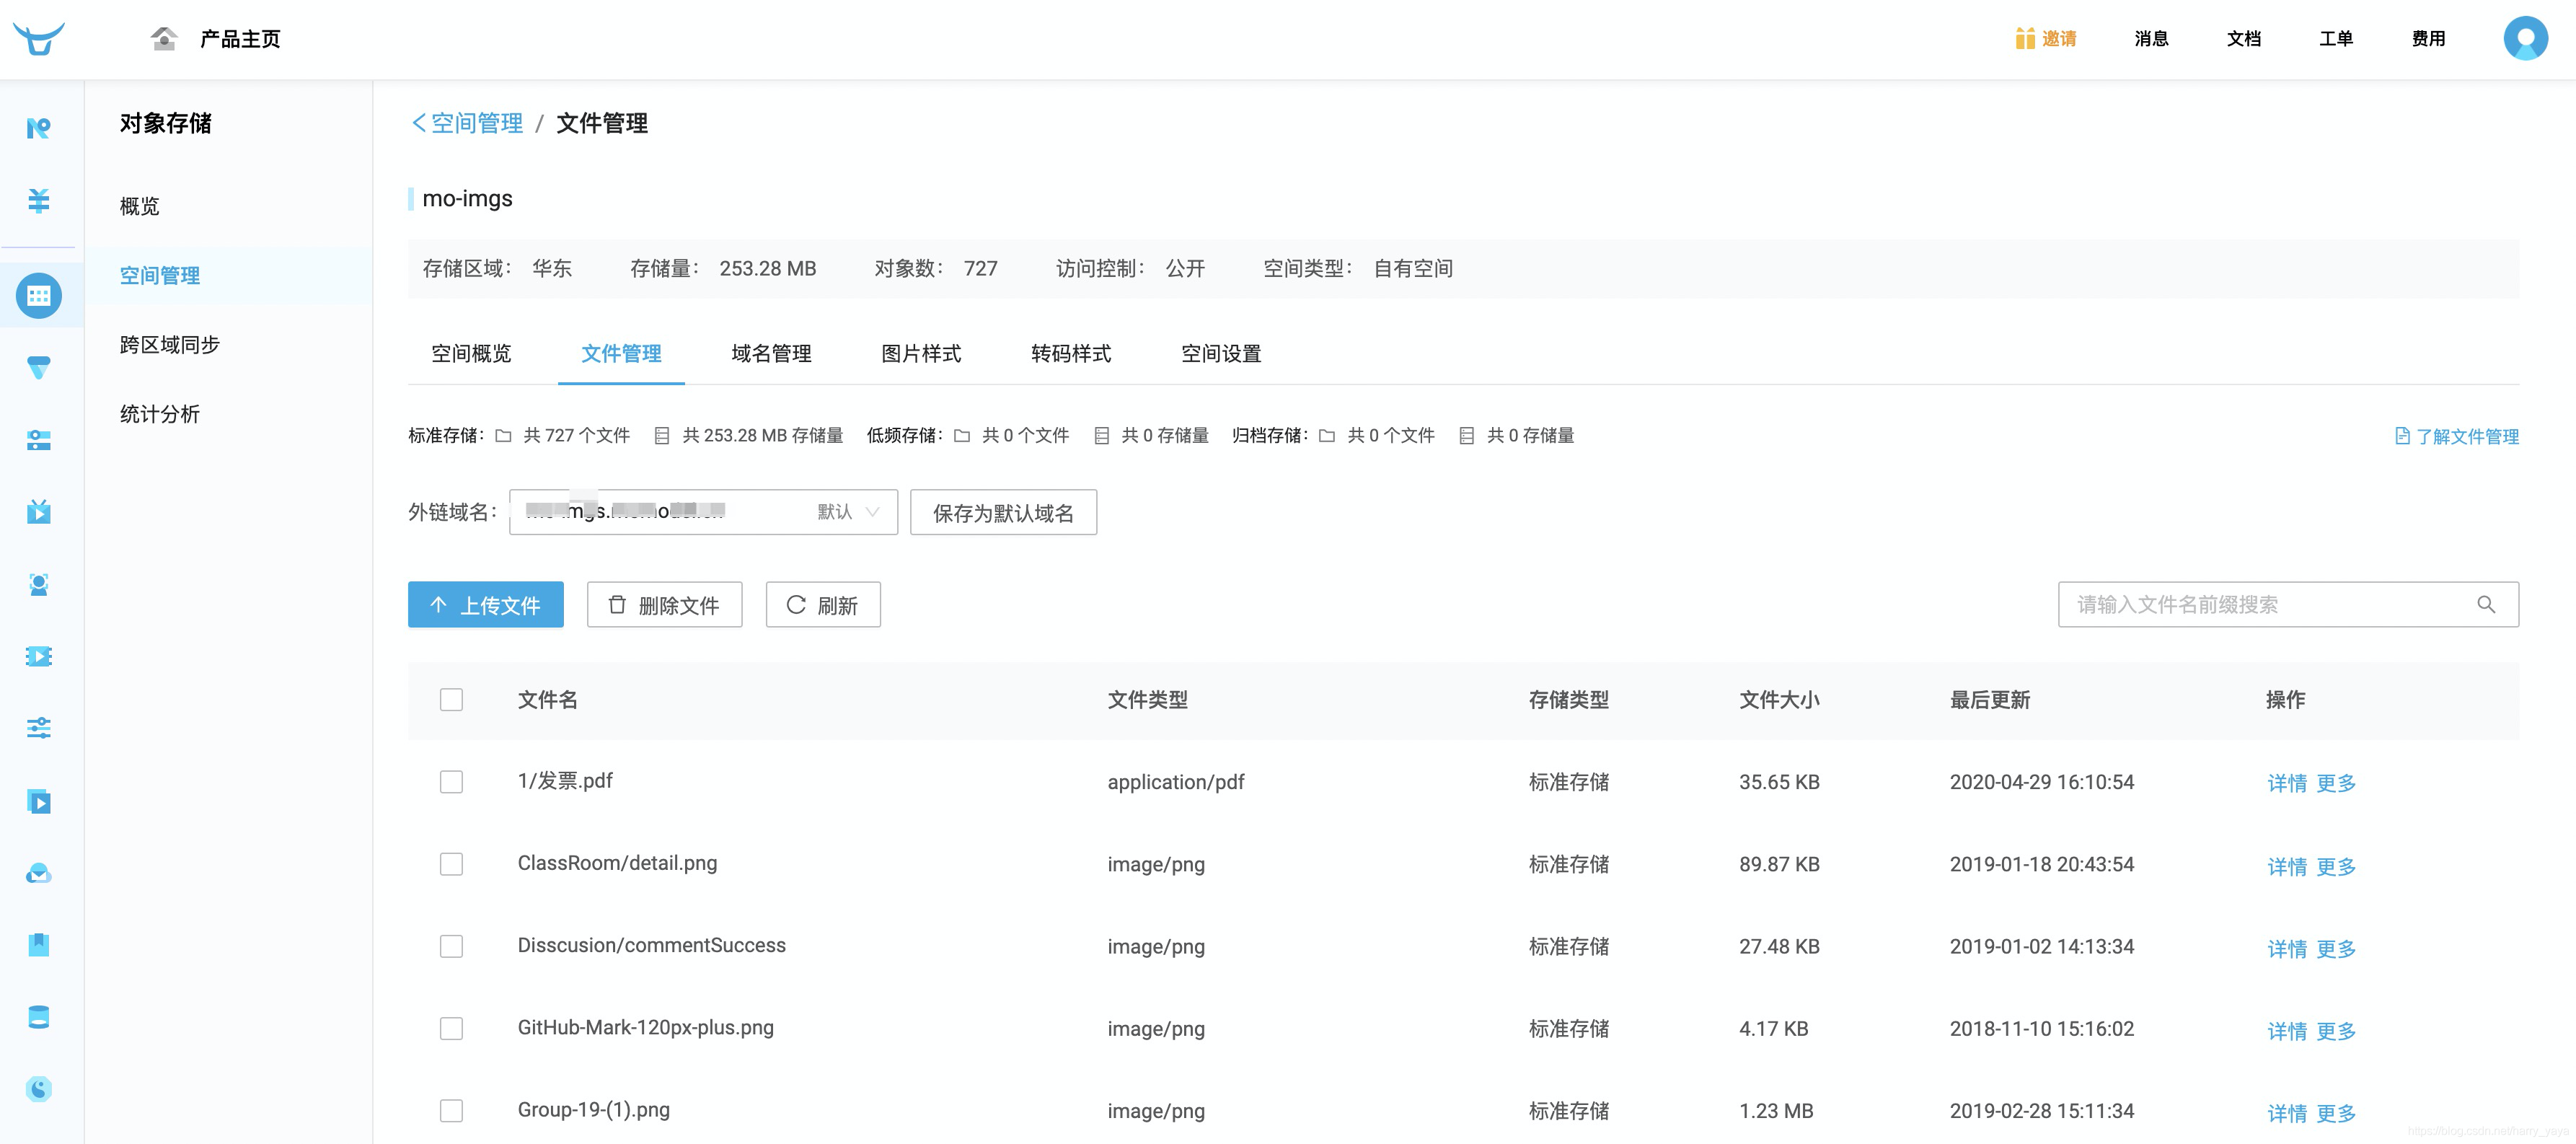 产品主页
邀请 消息 文档 工单 费用
对象存储
概览
空间管理
跨区域同步
统计分析
空间管理 / 文件管理
mo-imgs
存储区域： 华东 存储量： 253.28 MB 对象数： 727 访问控制： 公开 空间类型： 自有空间
空间概览 文件管理 域名管理 图片样式 转码样式 空间设置
标准存储： 共 727 个文件 共 253.28 MB 存储量 低频存储： 共 0 个文件 共 0 存储量 归档存储： 共 0 个文件 共 0 存储量 了解文件管理
外链域名： 默认 保存为默认域名
上传文件 删除文件 刷新 请输入文件名前缀搜索
文件名 文件类型 存储类型 文件大小 最后更新 操作
1/发票.pdf application/pdf 标准存储 35.65 KB 2020-04-29 16:10:54 详情 更多
ClassRoom/detail.png image/png 标准存储 89.87 KB 2019-01-18 20:43:54 详情 更多
Disscusion/commentSuccess image/png 标准存储 27.48 KB 2019-01-02 14:13:34 详情 更多
GitHub-Mark-120px-plus.png image/png 标准存储 4.17 KB 2018-11-10 15:16:02 详情 更多
Group-19-(1).png image/png 标准存储 1.23 MB 2019-02-28 15:11:34 详情 更多
https://blog.csdn.net/harry_yaya